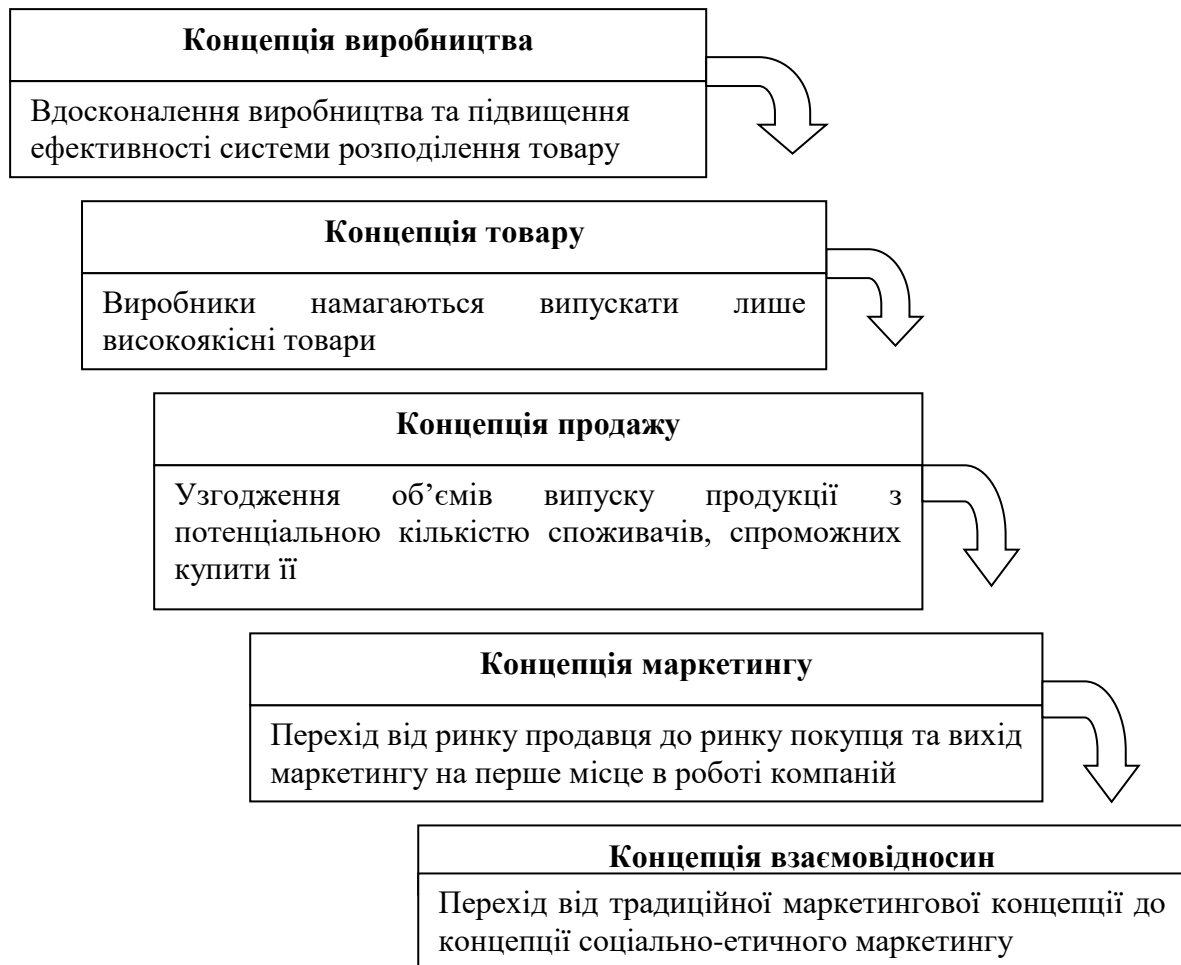 Концепція виробництва
Вдосконалення виробництва та підвищення
ефективності системи розподілення товару
Концепція товару
Виробники намагаються випускати лише
високоякісні товари
Концепція продажу
Узгодження об’ємів випуску продукції з
потенціальною кількістю споживачів, спроможних
купити її
Концепція маркетингу
Перехід від ринку продавця до ринку покупця та вихід
маркетингу на перше місце в роботі компаній
Концепція взаємовідносин
Перехід від традиційної маркетингової концепції до
концепції соціально-етичного маркетингу